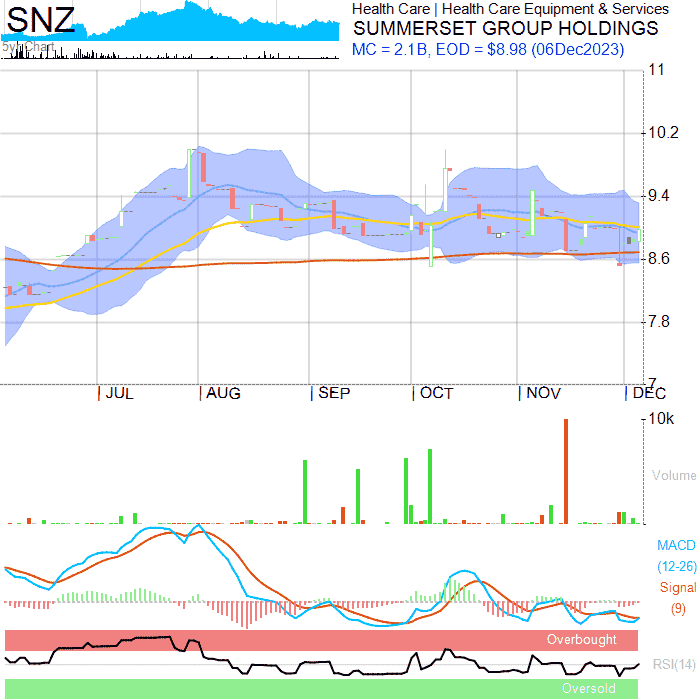 SNZ
5yr Chart
Health Care | Health Care Equipment & Services
SUMMERSET GROUP HOLDINGS
MC = 2.1B, EOD = $8.98 (06Dec2023)
11
10.2
9.4
8.6
7.8
7
JUL
AUG
SEP
OCT
NOV
DEC
10k
Volume
MACD
(12-26)
Signal
(9)
Overbought
RSI(14)
Oversold